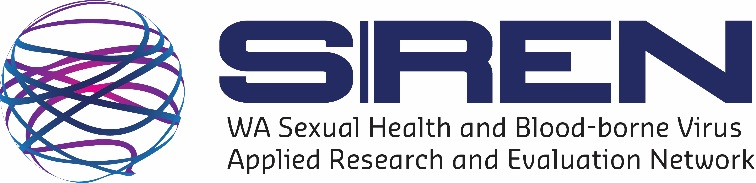 SiREN
WA Sexual Health and Blood-borne Virus
Applied Research and Evaluation Network